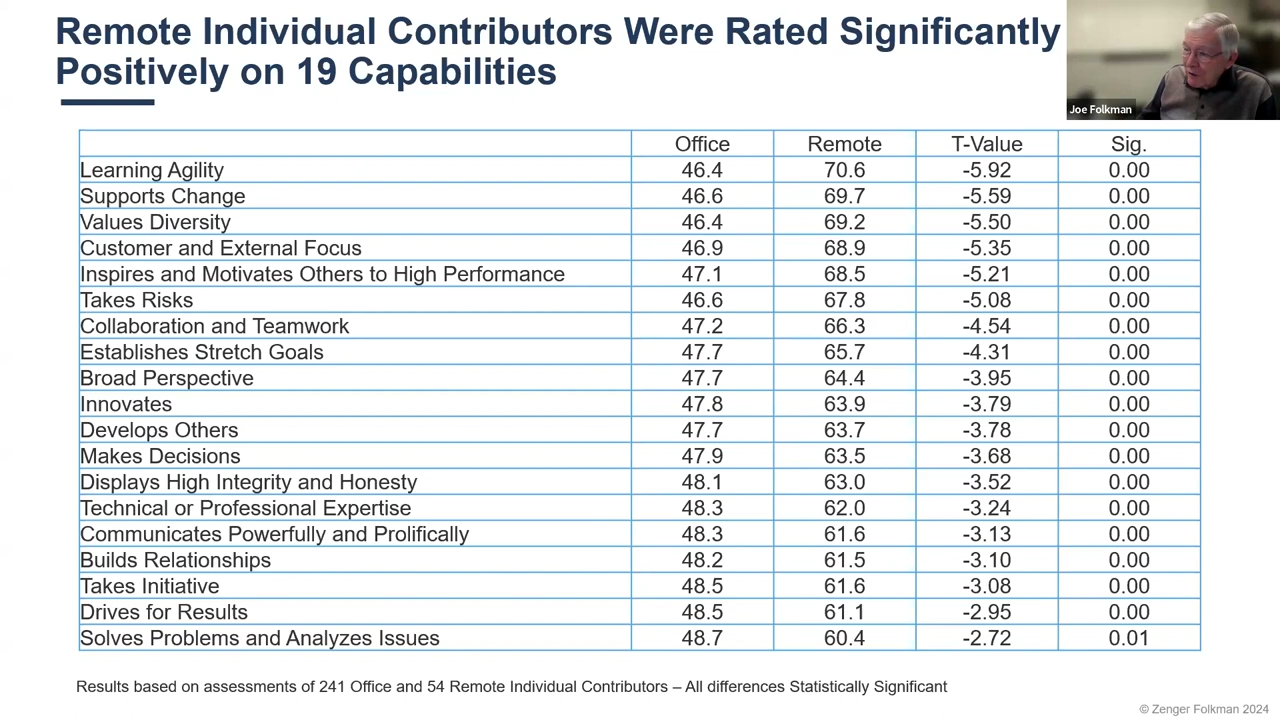 Remote Individual Contributors Were Rated Significantly
Positively on 19 Capabilities
Joe Folkman
Office Remote T-Value Sig.
Learning Agility 46.4 70.6 -5.92 0.00
Supports Change 46.6 69.7 -5.59 0.00
Values Diversity 46.4 69.2 -5.50 0.00
Customer and External Focus 46.9 68.9 -5.35 0.00
Inspires and Motivates Others to High Performance 47.1 68.5 -5.21 0.00
Takes Risks 46.6 67.8 -5.08 0.00
Collaboration and Teamwork 47.2 66.3 -4.54 0.00
Establishes Stretch Goals 47.7 65.7 -4.31 0.00
Broad Perspective 47.7 64.4 -3.95 0.00
Innovates 47.8 63.9 -3.79 0.00
Develops Others 47.7 63.7 -3.78 0.00
Makes Decisions 47.9 63.5 -3.68 0.00
Displays High Integrity and Honesty 48.1 63.0 -3.52 0.00
Technical or Professional Expertise 48.3 62.0 -3.24 0.00
Communicates Powerfully and Prolifically 48.3 61.6 -3.13 0.00
Builds Relationships 48.2 61.5 -3.10 0.00
Takes Initiative 48.5 61.6 -3.08 0.00
Drives for Results 48.5 61.1 -2.95 0.00
Solves Problems and Analyzes Issues 48.7 60.4 -2.72 0.01
Results based on assessments of 241 Office and 54 Remote Individual Contributors – All differences Statistically Significant
© Zenger Folkman 2024